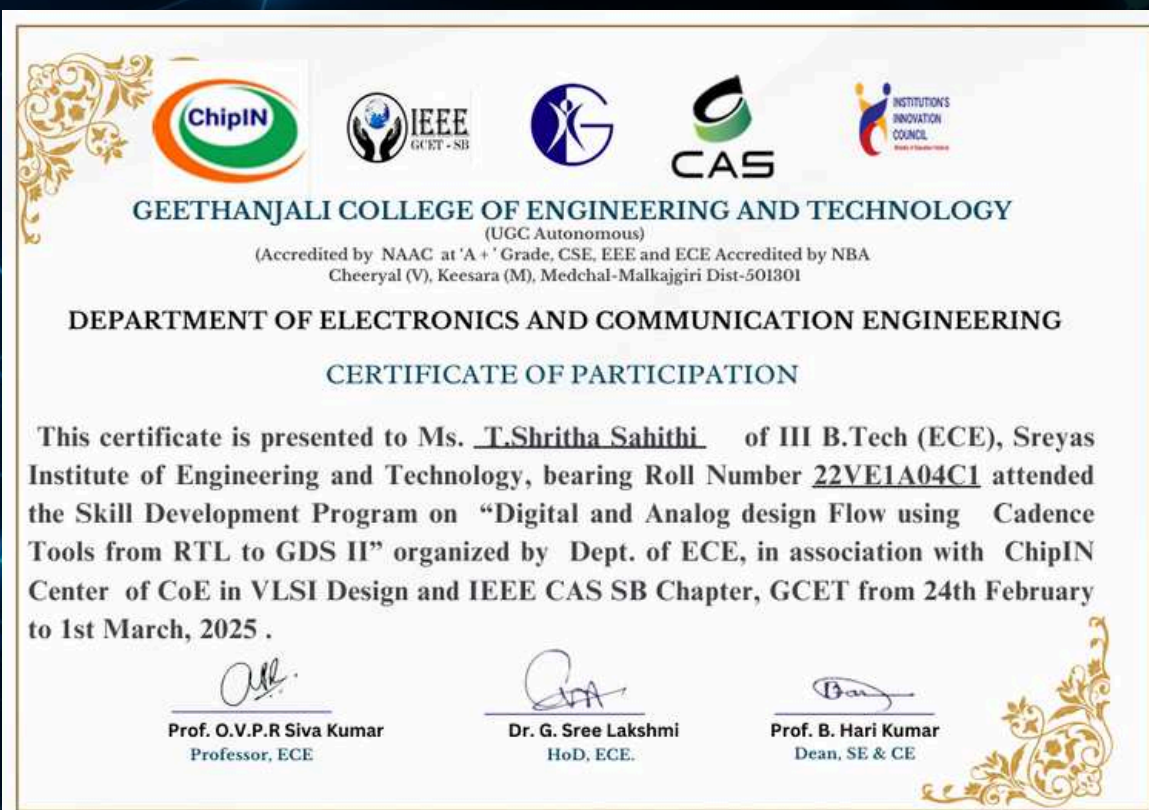 ChipIN
IEEE
GCET - SB
G
CAS
INSTITUTION'S
INNOVATION
COUNCIL
GEETHANJALI COLLEGE OF ENGINEERING AND TECHNOLOGY
(UGC Autonomous)
(Accredited by NAAC at 'A + ' Grade, CSE, EEE and ECE Accredited by NBA
Cheeryal (V), Keesara (M), Medchal-Malkajgiri Dist-501301
DEPARTMENT OF ELECTRONICS AND COMMUNICATION ENGINEERING
CERTIFICATE OF PARTICIPATION
This certificate is presented to Ms. T.Shritha Sahithi of III B.Tech (ECE), Sreyas
Institute of Engineering and Technology, bearing Roll Number 22VE1A04C1 attended
the Skill Development Program on “Digital and Analog design Flow using Cadence
Tools from RTL to GDS II” organized by Dept. of ECE, in association with ChipIN
Center of CoE in VLSI Design and IEEE CAS SB Chapter, GCET from 24th February
to 1st March, 2025 .
Prof. O.V.P.R Siva Kumar
Professor, ECE
Dr. G. Sree Lakshmi
HoD, ECE.
Prof. B. Hari Kumar
Dean, SE & CE